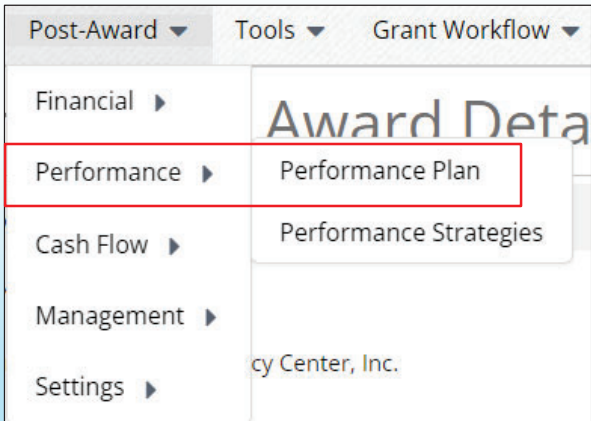 Post-Award Tools Grant Workflow
Financial
Award Deta
Performance Performance Plan
Performance Strategies
Cash Flow
Management
cy Center, Inc.
Settings